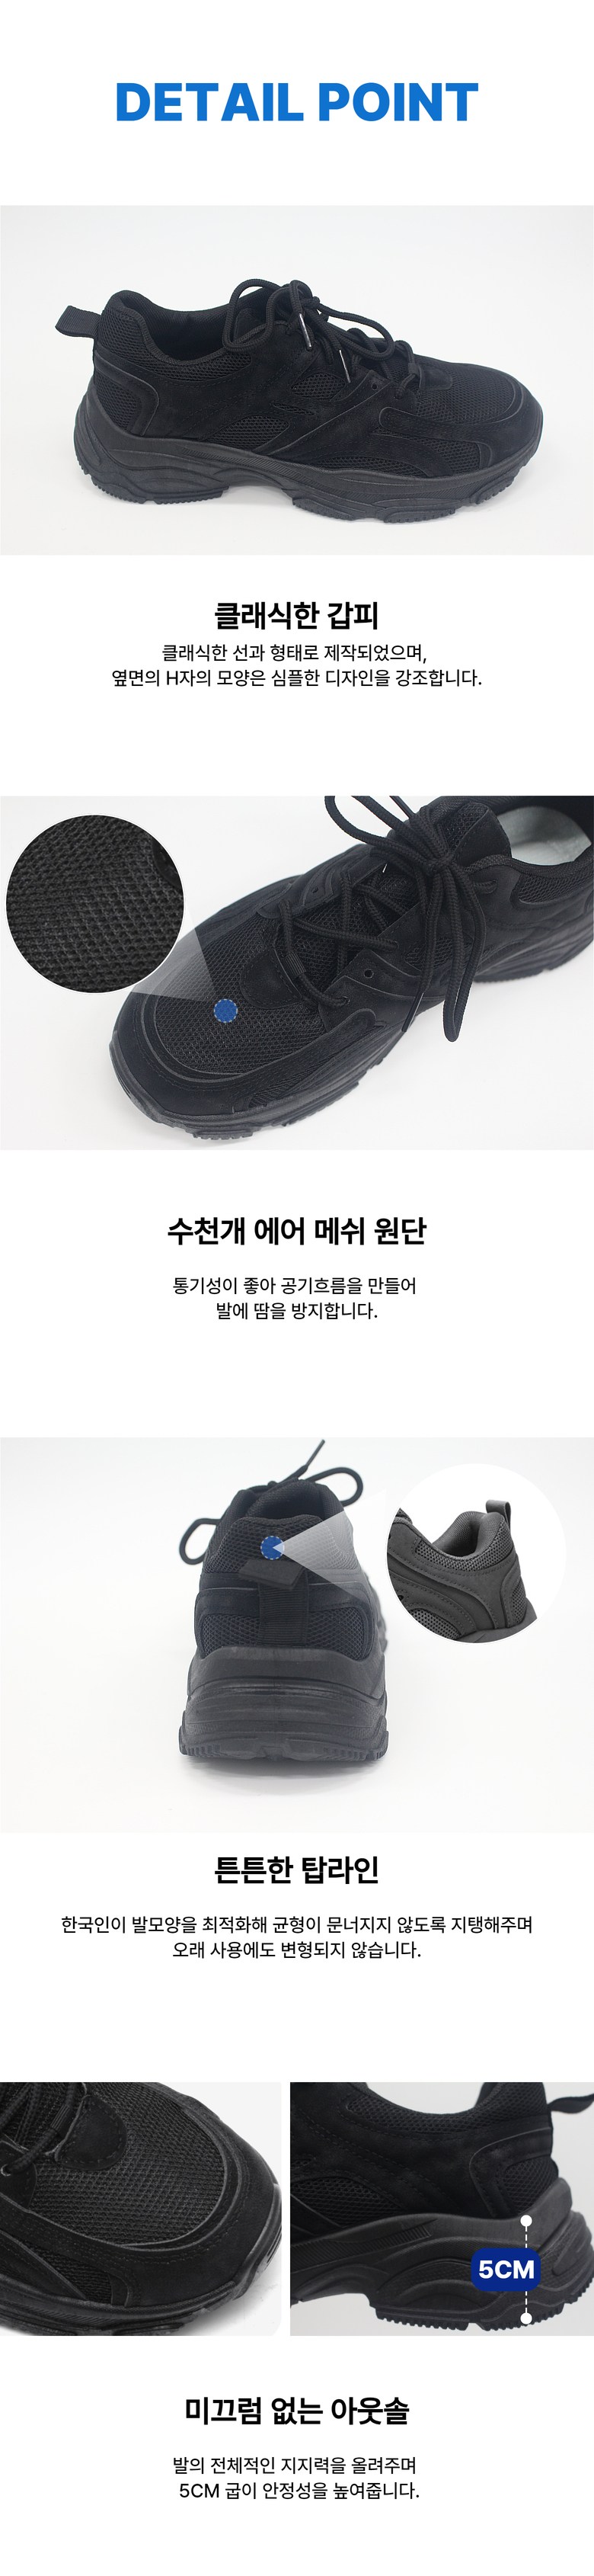 DETAIL POINT
클래식한 갑피
클래식한 선과 형태로 제작되었으며,
옆면의 H자의 모양은 심플한 디자인을 강조합니다.
수천개 에어 메쉬 원단
통기성이 좋아 공기흐름을 만들어
발에 땀을 방지합니다.
튼튼한 탑라인
한국인이 발모양을 최적화해 균형이 문너지지 않도록 지탱해주며
오래 사용에도 변형되지 않습니다.
5CM
미끄럼 없는 아웃솔
발의 전체적인 지지력을 올려주며
5CM 굽이 안정성을 높여줍니다.